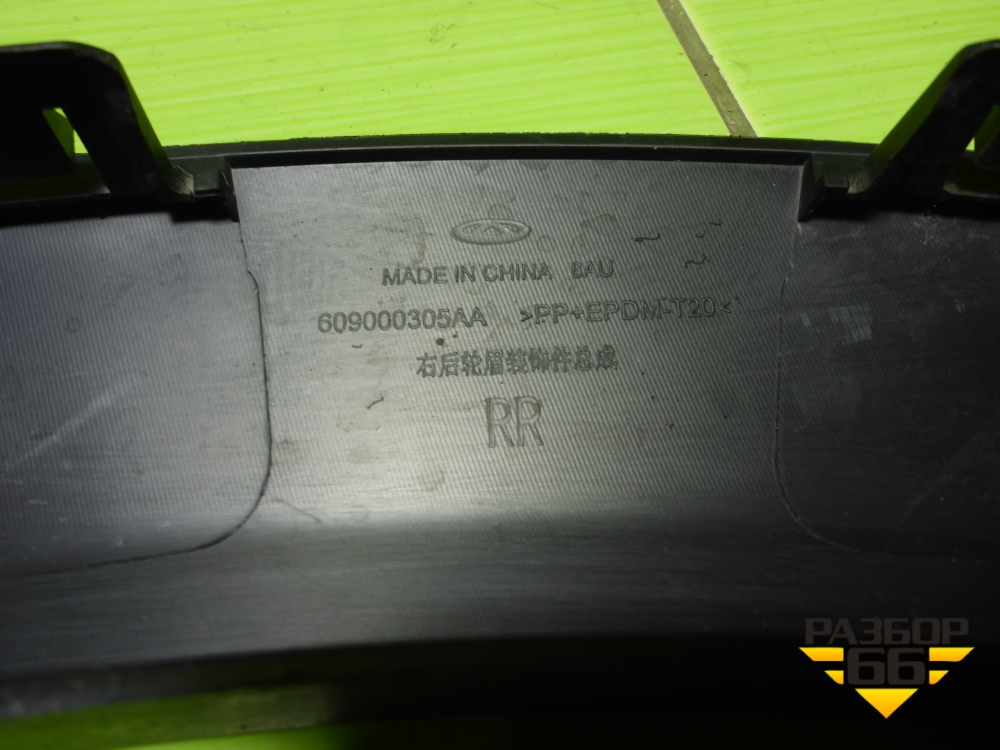 MADE IN CHINA 8AU
609000305AA >PP+EPDM-T20<
右后轮眉装饰件总成
RR
РАЗБОР
66